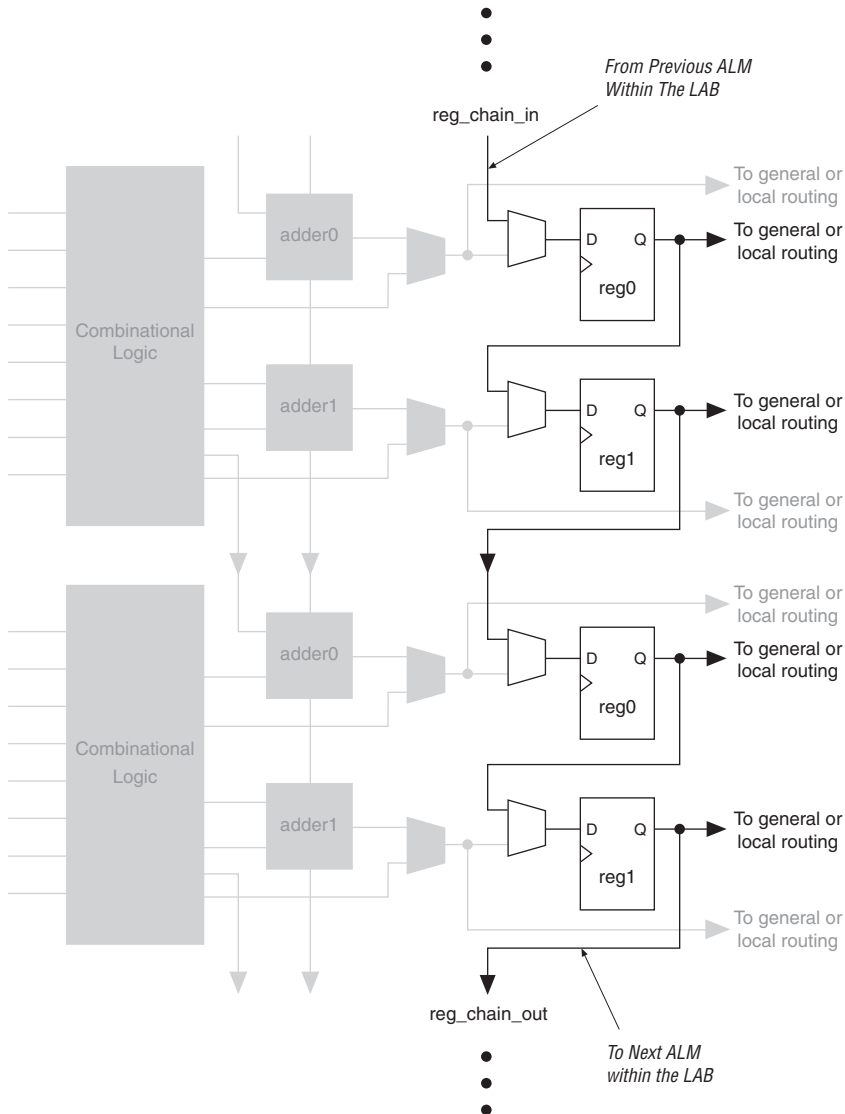 From Previous ALM
Within The LAB
reg_chain_in
To general or
local routing
adder0
D Q
To general or
local routing
reg0
Combinational
Logic
adder1
D Q
To general or
local routing
reg1
To general or
local routing
To general or
local routing
adder0
D Q
To general or
local routing
reg0
Combinational
Logic
adder1
D Q
To general or
local routing
reg1
To general or
local routing
reg_chain_out
To Next ALM
within the LAB